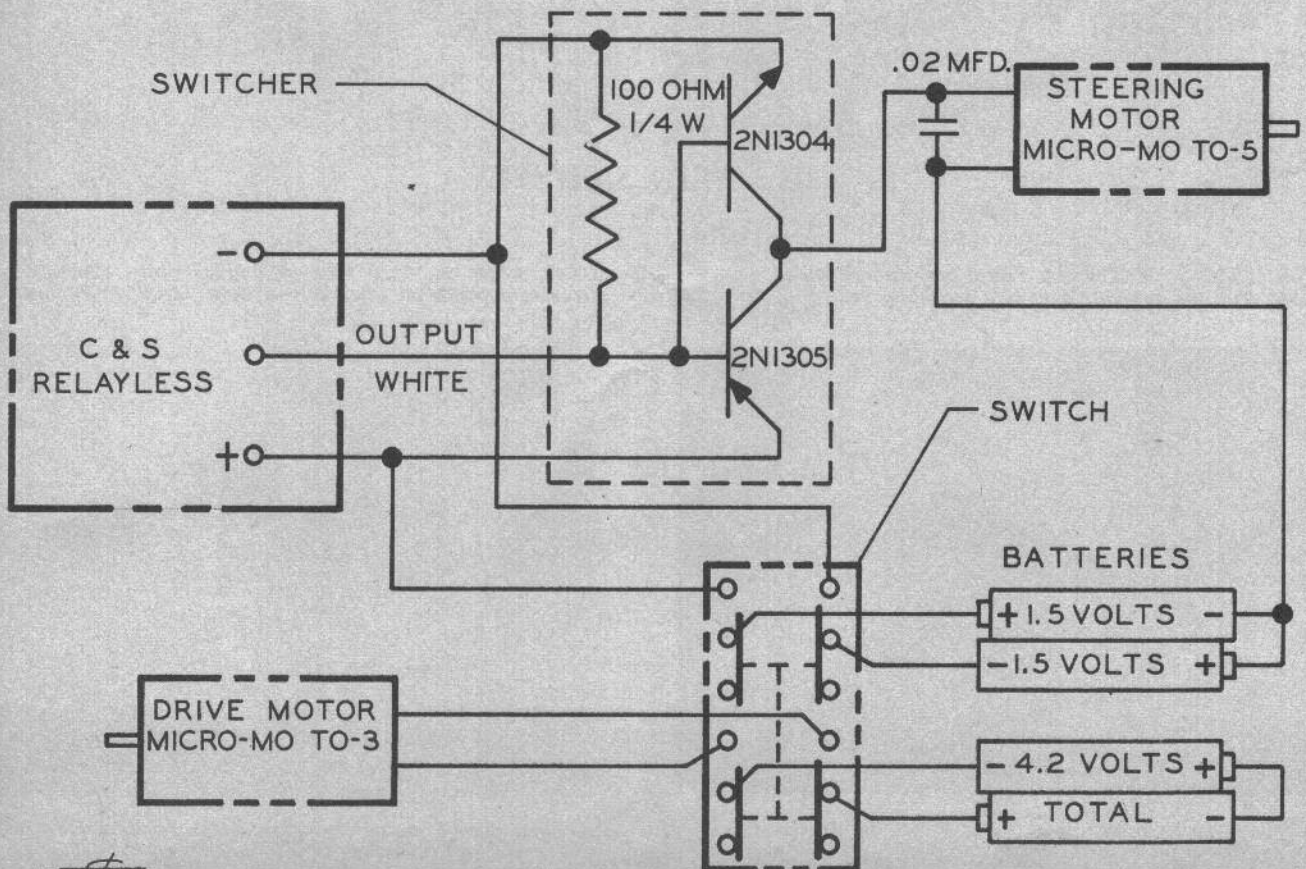 SWITCHER
100 OHM
1/4 W
2N1304
.02 MFD.
STEERING
MOTOR
MICRO-MO TO-5
-
C & S
RELAYLESS
+
OUTPUT
WHITE
2N1305
SWITCH
BATTERIES
+ 1.5 VOLTS -
- 1.5 VOLTS +
DRIVE MOTOR
MICRO-MO TO-3
- 4.2 VOLTS +
+ TOTAL -